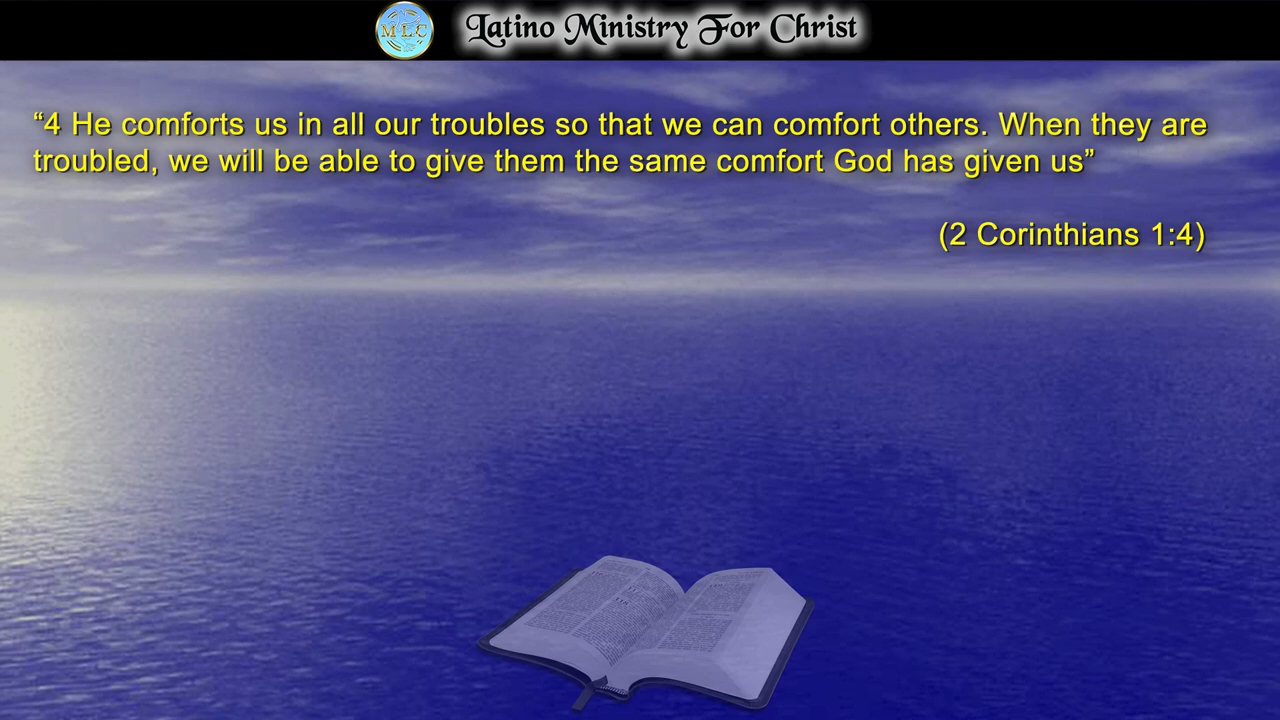 MLC
Latino Ministry For Christ
“4 He comforts us in all our troubles so that we can comfort others. When they are
troubled, we will be able to give them the same comfort God has given us”
(2 Corinthians 1:4)